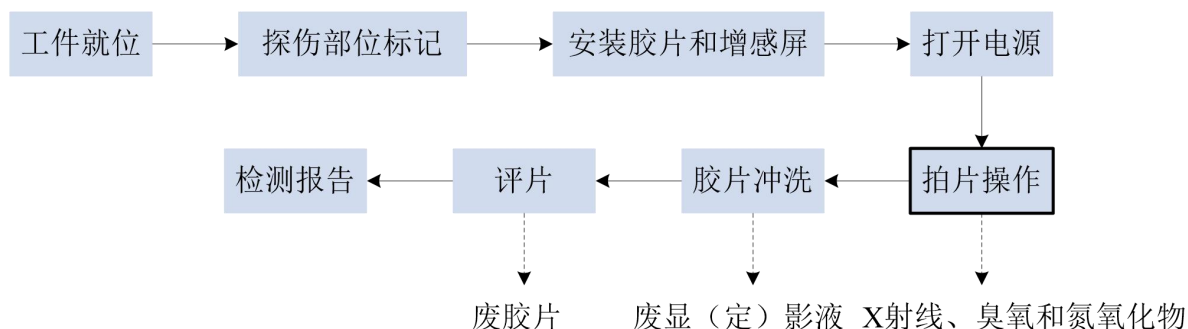 工件就位
探伤部位标记
安装胶片和增感屏
打开电源
检测报告
评片
胶片冲洗
拍片操作
废胶片
废显（定）影液
X射线、臭氧和氮氧化物